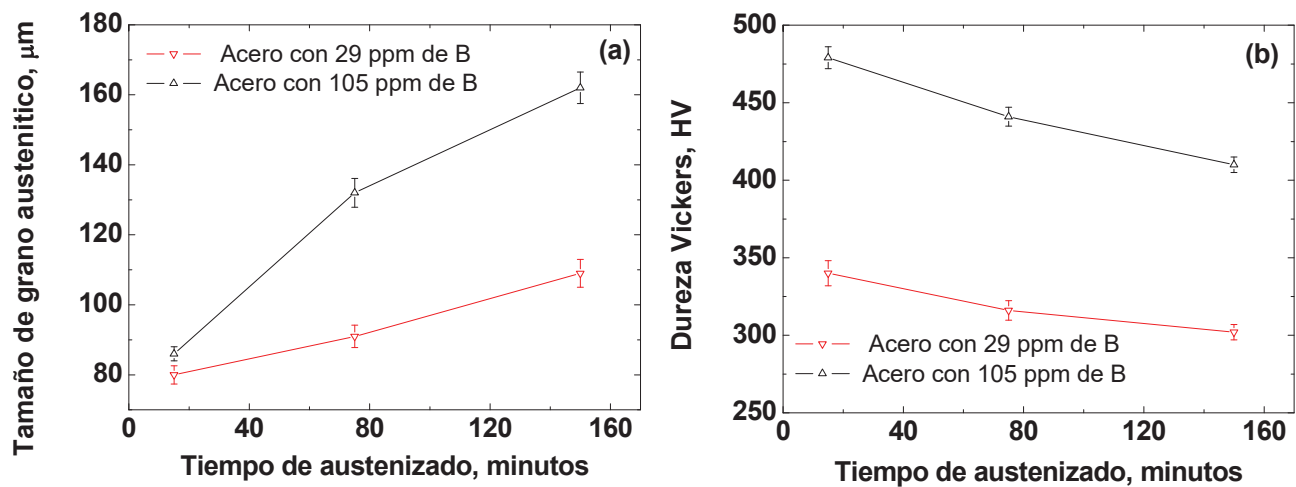 Tamaño de grano austenitico, µm
180
160
140
120
100
80
0
40
80
120
160
Tiempo de austenizado, minutos
Acero con 29 ppm de B
Acero con 105 ppm de B
(a)
Dureza Vickers, HV
500
450
400
350
300
250
0
40
80
120
160
Tiempo de austenizado, minutos
Acero con 29 ppm de B
Acero con 105 ppm de B
(b)